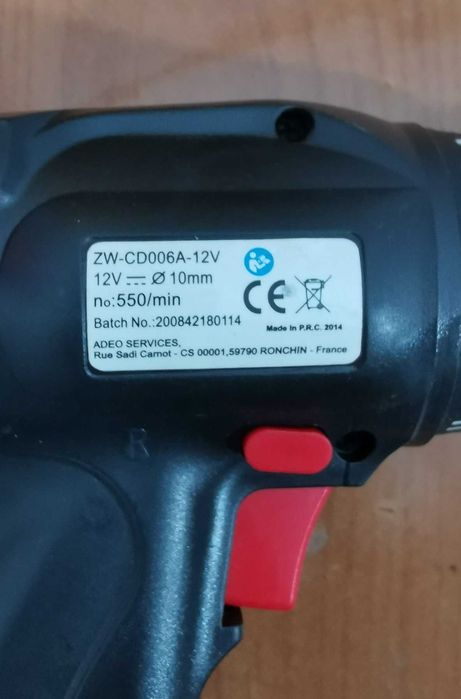 ZW-CD006A-12V
12V ⎓ Ø 10mm
no:550/min
Batch No.:200842180114
CE
Made In P.R.C. 2014
ADEO SERVICES,
Rue Sadi Carnot - CS 00001,59790 RONCHIN - France
R